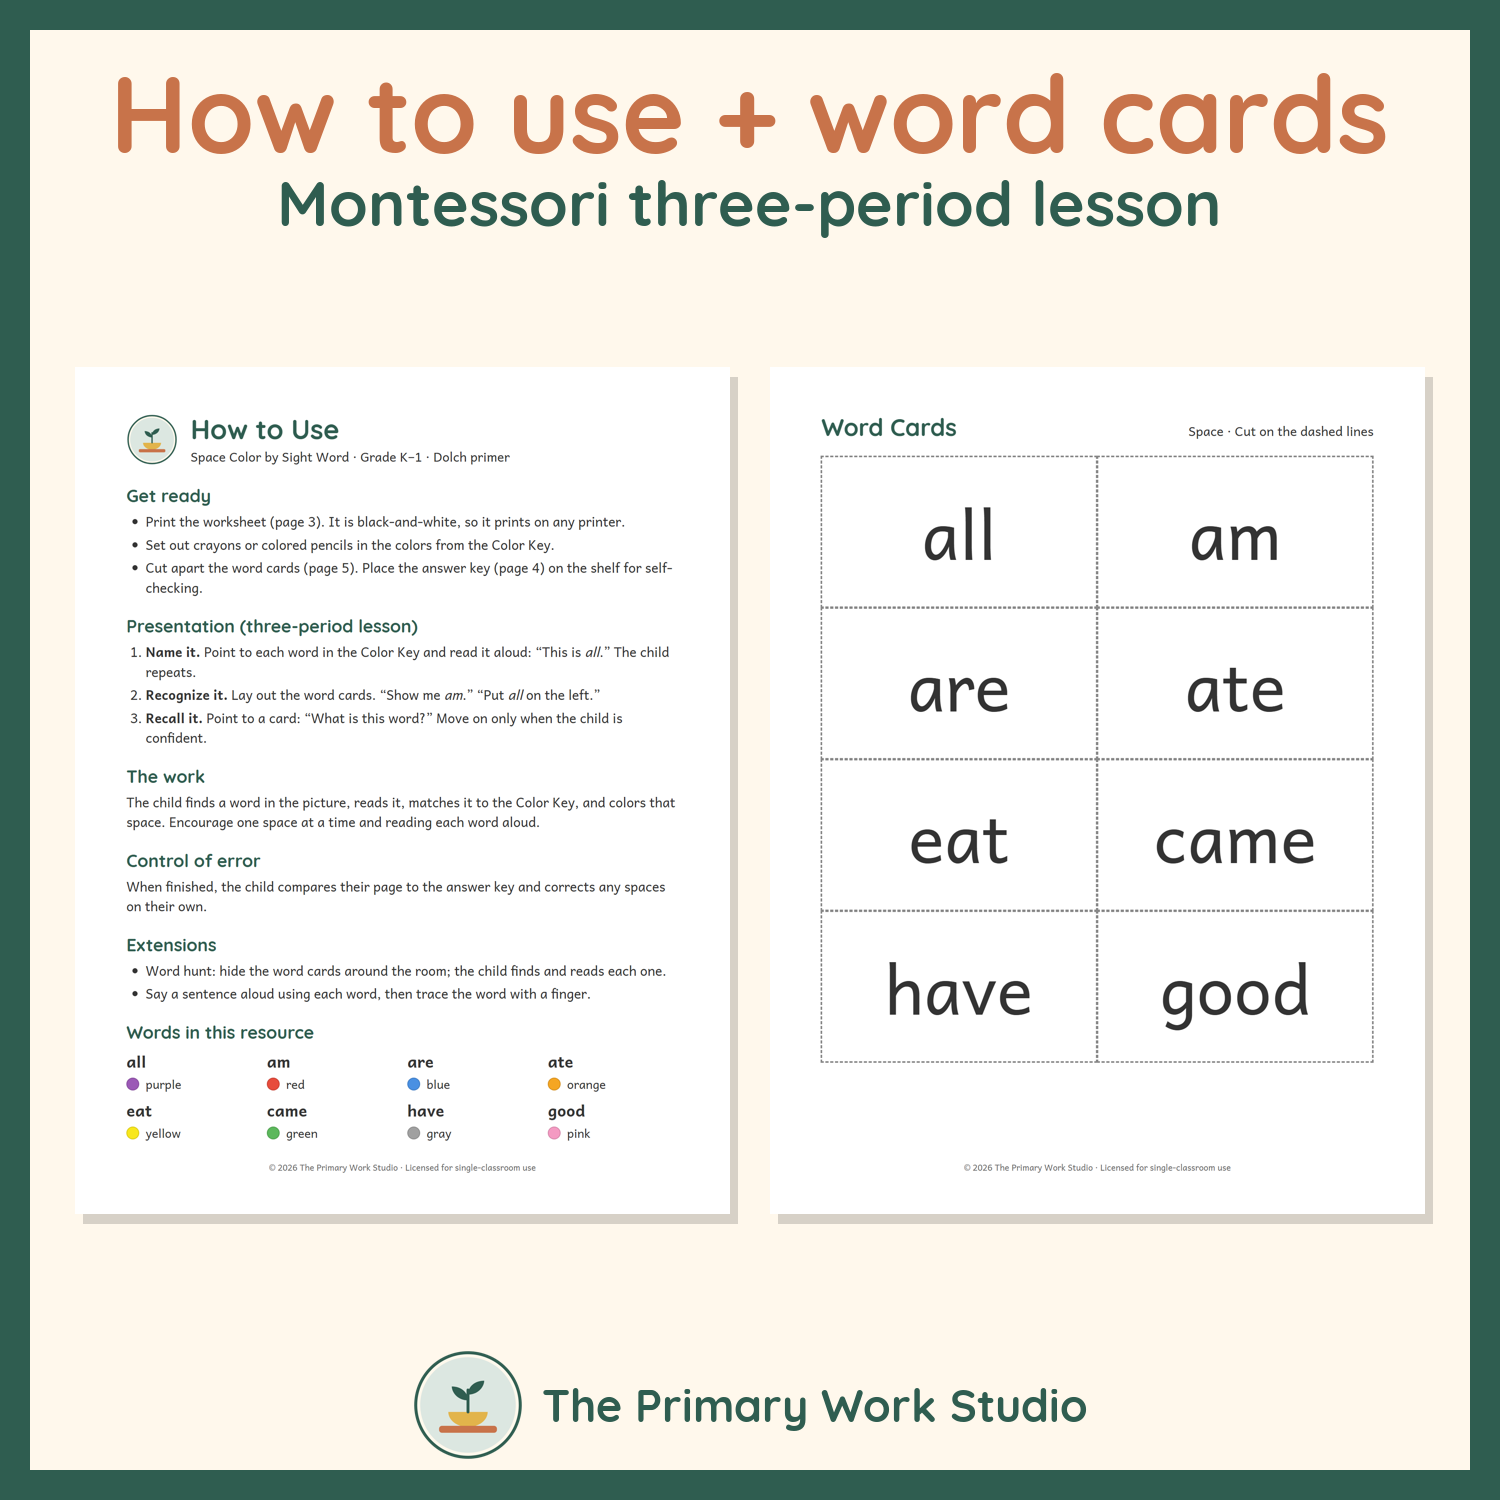 How to use + word cards
Montessori three-period lesson
How to Use
Space Color by Sight Word · Grade K–1 · Dolch primer
Get ready
• Print the worksheet (page 3). It is black-and-white, so it prints on any printer.
• Set out crayons or colored pencils in the colors from the Color Key.
• Cut apart the word cards (page 5). Place the answer key (page 4) on the shelf for self-
checking.
Presentation (three-period lesson)
1. Name it. Point to each word in the Color Key and read it aloud: “This is all.” The child
repeats.
2. Recognize it. Lay out the word cards. “Show me am.” “Put all on the left.”
3. Recall it. Point to a card: “What is this word?” Move on only when the child is
confident.
The work
The child finds a word in the picture, reads it, matches it to the Color Key, and colors that
space. Encourage one space at a time and reading each word aloud.
Control of error
When finished, the child compares their page to the answer key and corrects any spaces
on their own.
Extensions
• Word hunt: hide the word cards around the room; the child finds and reads each one.
• Say a sentence aloud using each word, then trace the word with a finger.
Words in this resource
all am are ate
purple red blue orange
eat came have good
yellow green gray pink
© 2026 The Primary Work Studio · Licensed for single-classroom use
Word Cards
Space · Cut on the dashed lines
all am
are ate
eat came
have good
© 2026 The Primary Work Studio · Licensed for single-classroom use
The Primary Work Studio